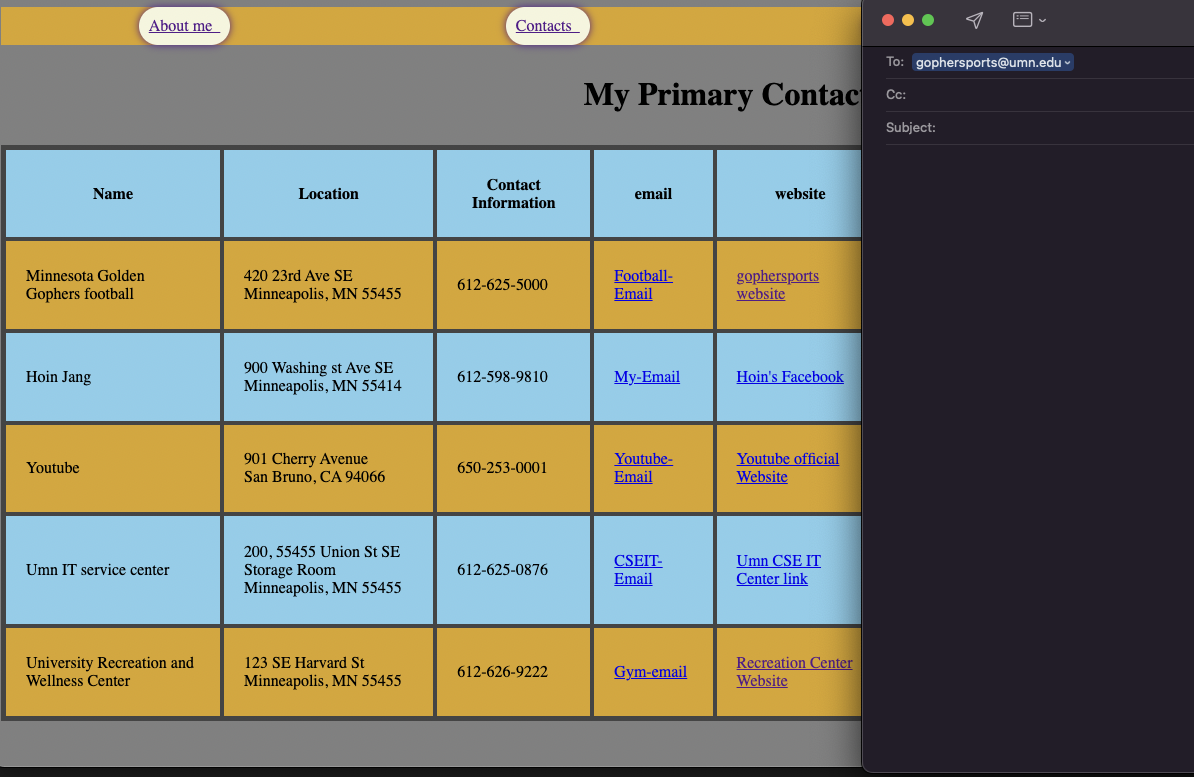 About me
Contacts
To: gophersports@umn.edu
Cc:
Subject:
My Primary Contac
Name
Location
Contact
Information
email
website
Minnesota Golden
Gophers football
420 23rd Ave SE
Minneapolis, MN 55455
612-625-5000
Football-
Email
gophersports
website
Hoin Jang
900 Washing st Ave SE
Minneapolis, MN 55414
612-598-9810
My-Email
Hoin's Facebook
Youtube
901 Cherry Avenue
San Bruno, CA 94066
650-253-0001
Youtube-
Email
Youtube official
Website
Umn IT service center
200, 55455 Union St SE
Storage Room
Minneapolis, MN 55455
612-625-0876
CSEIT-
Email
Umn CSE IT
Center link
University Recreation and
Wellness Center
123 SE Harvard St
Minneapolis, MN 55455
612-626-9222
Gym-email
Recreation Center
Website